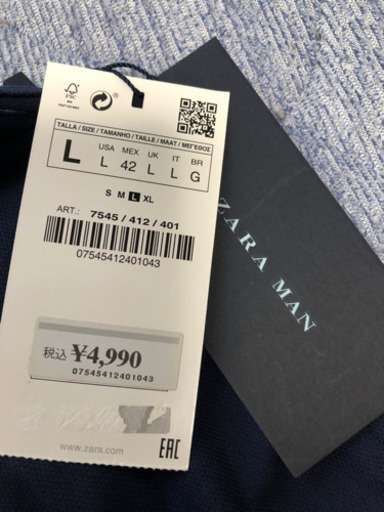 FSC
TALLA / SIZE / TAMANHO / TAILLE / MAAT / ΜΕΓΕΘΟΣ
L
USA MEX UK IT BR
L 42 L L G
S M L XL
ART.: 7545 / 412 / 401
07545412401043
税込 ¥4,990
07545412401043
www.zara.com
EAC
ZARA MAN